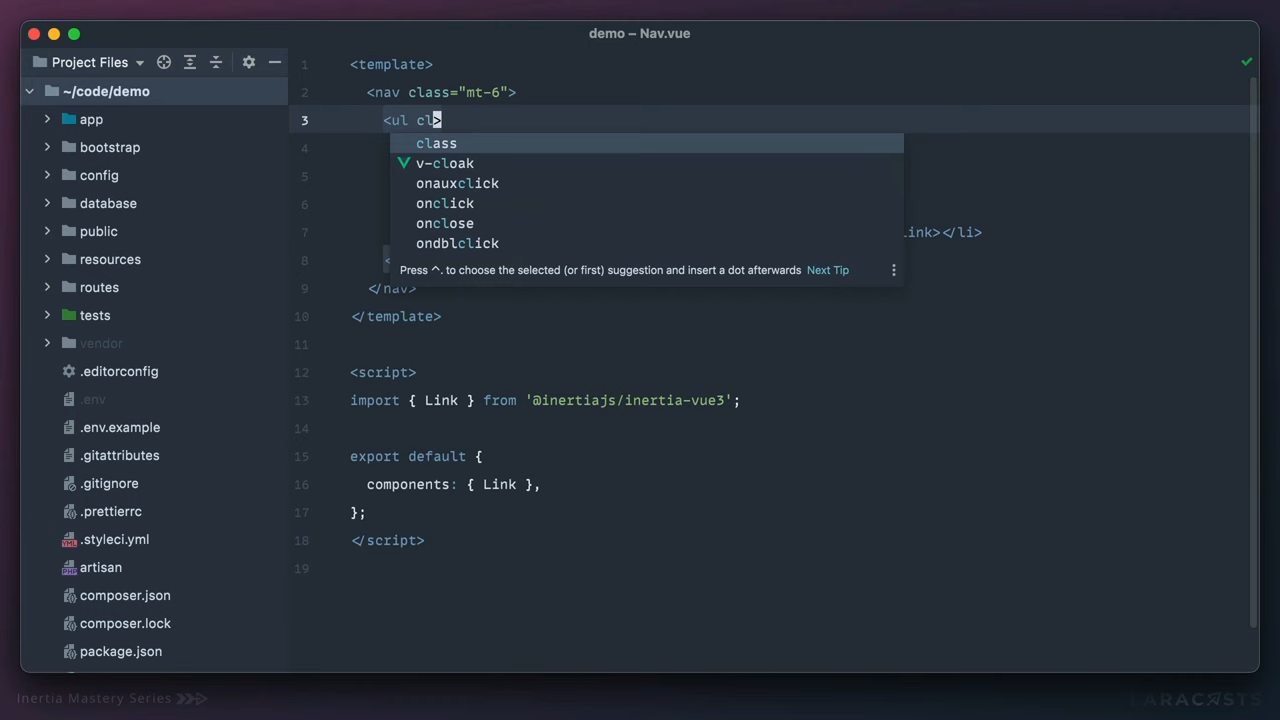 demo – Nav.vue
Project Files
~/code/demo
app
bootstrap
config
database
public
resources
routes
tests
vendor
.editorconfig
.env
.env.example
.gitattributes
.gitignore
.prettierrc
.styleci.yml
artisan
composer.json
composer.lock
package.json
1 <template>
2 <nav class="mt-6">
3 <ul cl>
4
5
6
7 ink></li>
<
9 </nav>
10 </template>
11
12 <script>
13 import { Link } from '@inertiajs/inertia-vue3';
14
15 export default {
16 components: { Link },
17 };
18 </script>
19
class
v-cloak
onauxclick
onclick
onclose
ondblclick
Press ^. to choose the selected (or first) suggestion and insert a dot afterwards Next Tip
Inertia Mastery Series
LARACASTS